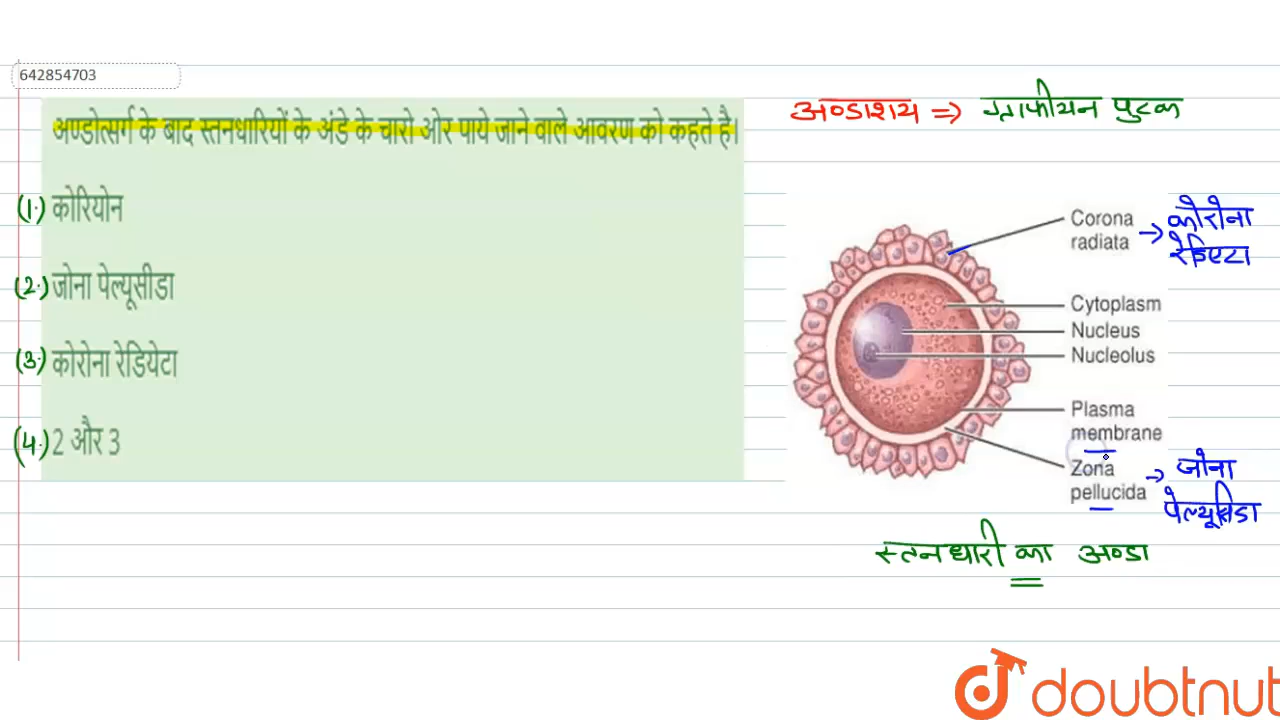 642854703
अण्डोत्सर्ग के बाद स्तनधारियों के अंडे के चारो ओर पाये जाने वाले आवरण को कहते है।
(1.) कोरियोन
(2.) जोना पेल्यूसीडा
(3.) कोरोना रेडियेटा
(4.) 2 और 3
अण्डाशय => ग्राफीयन पुटक
Corona radiata
→ कोरोना रेडिएटा
Cytoplasm
Nucleus
Nucleolus
Plasma membrane
Zona pellucida
→ जोना पेल्यूसिडा
स्तनधारी का अण्डा
doubtnut